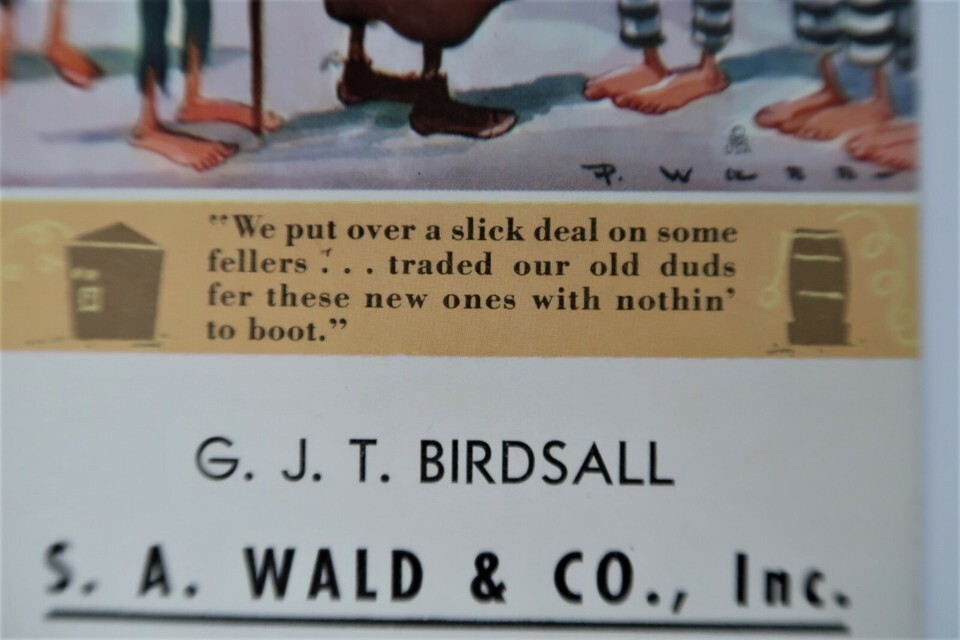 P. WEBB
“We put over a slick deal on some
fellers . . . traded our old duds
fer these new ones with nothin’
to boot.”
G. J. T. BIRDSALL
S. A. WALD & CO., Inc.